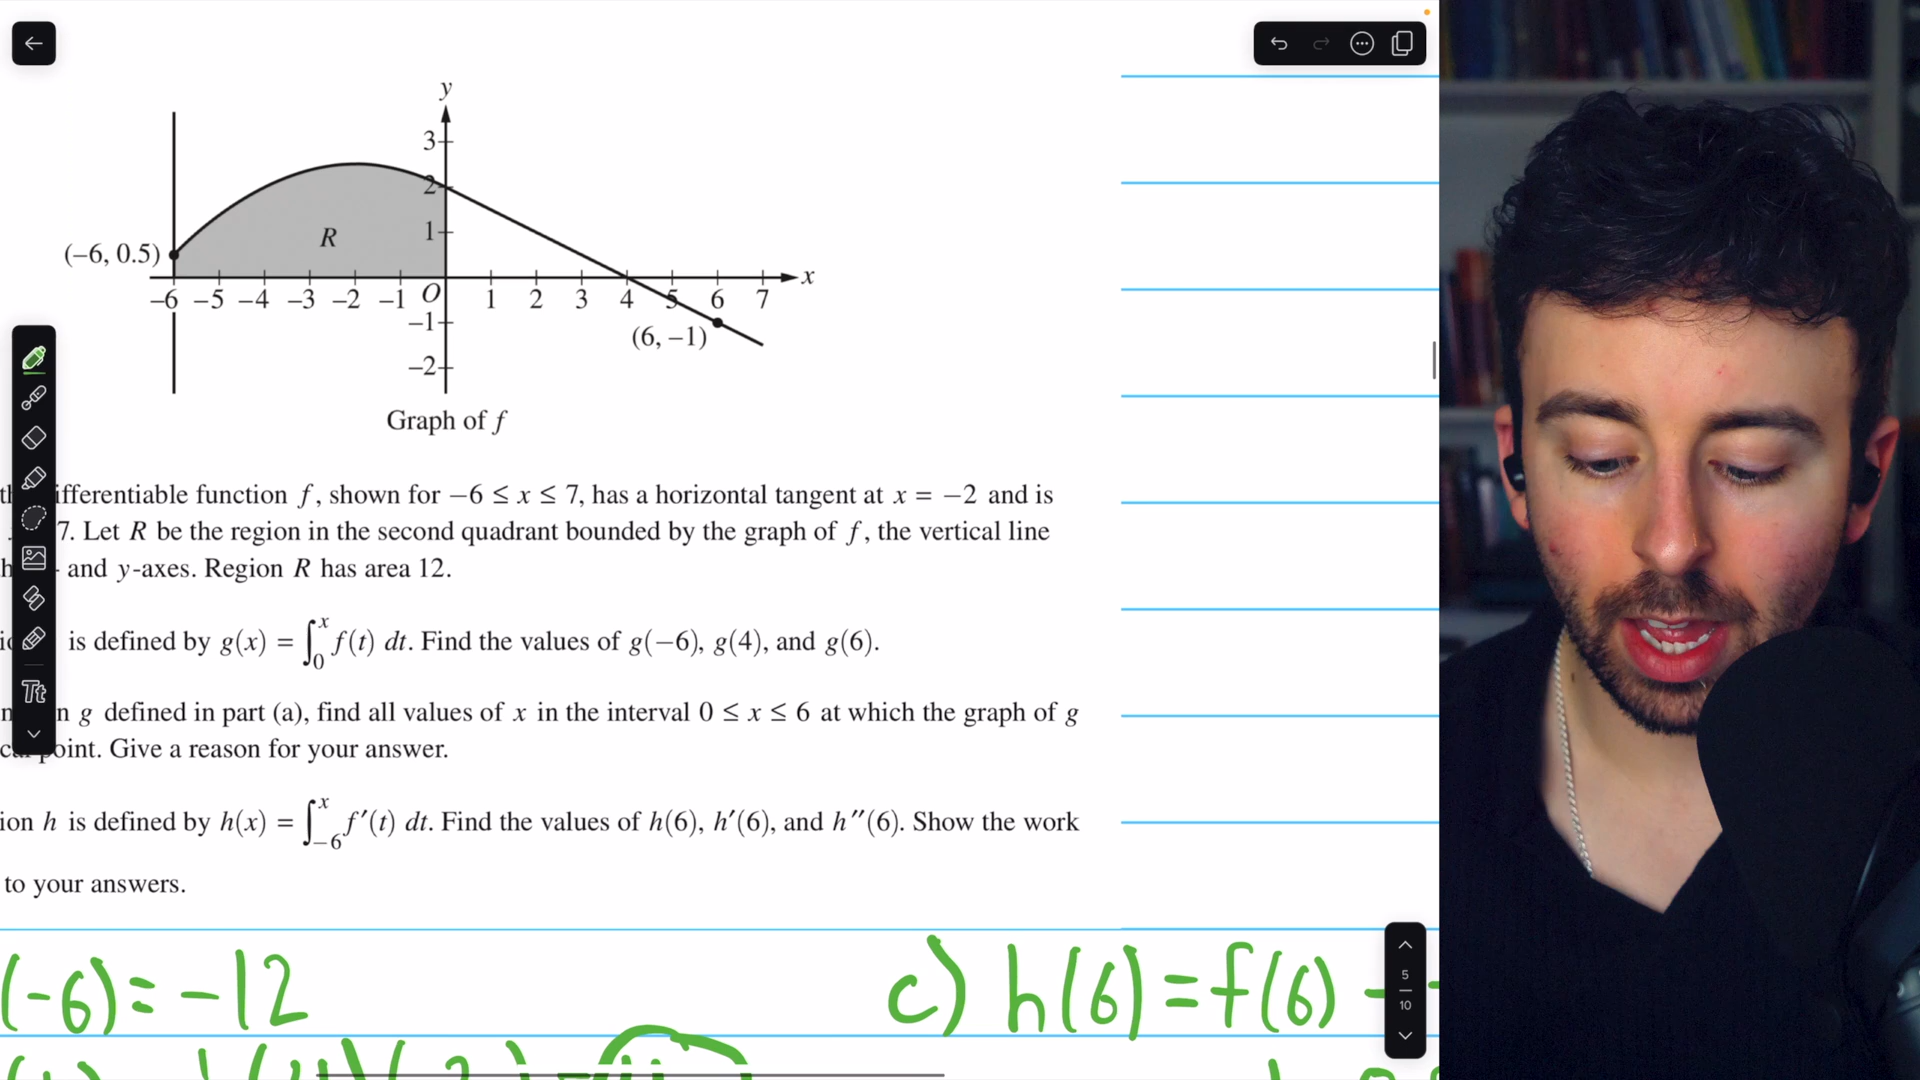 y
3
2
1
R
(−6, 0.5)
x
−6 −5 −4 −3 −2 −1 O 1 2 3 4 5 6 7
−1
(6, −1)
−2
Graph of f
ifferentiable function f, shown for −6 ≤ x ≤ 7, has a horizontal tangent at x = −2 and is
7. Let R be the region in the second quadrant bounded by the graph of f, the vertical line
and y-axes. Region R has area 12.
is defined by g(x) = ∫₀ˣ f(t) dt. Find the values of g(−6), g(4), and g(6).
n g defined in part (a), find all values of x in the interval 0 ≤ x ≤ 6 at which the graph of g
point. Give a reason for your answer.
ion h is defined by h(x) = ∫₋₆ˣ f′(t) dt. Find the values of h(6), h′(6), and h″(6). Show the work
to your answers.
(-6) = -12
c) h(6) = f(6) -
Tt
5
10